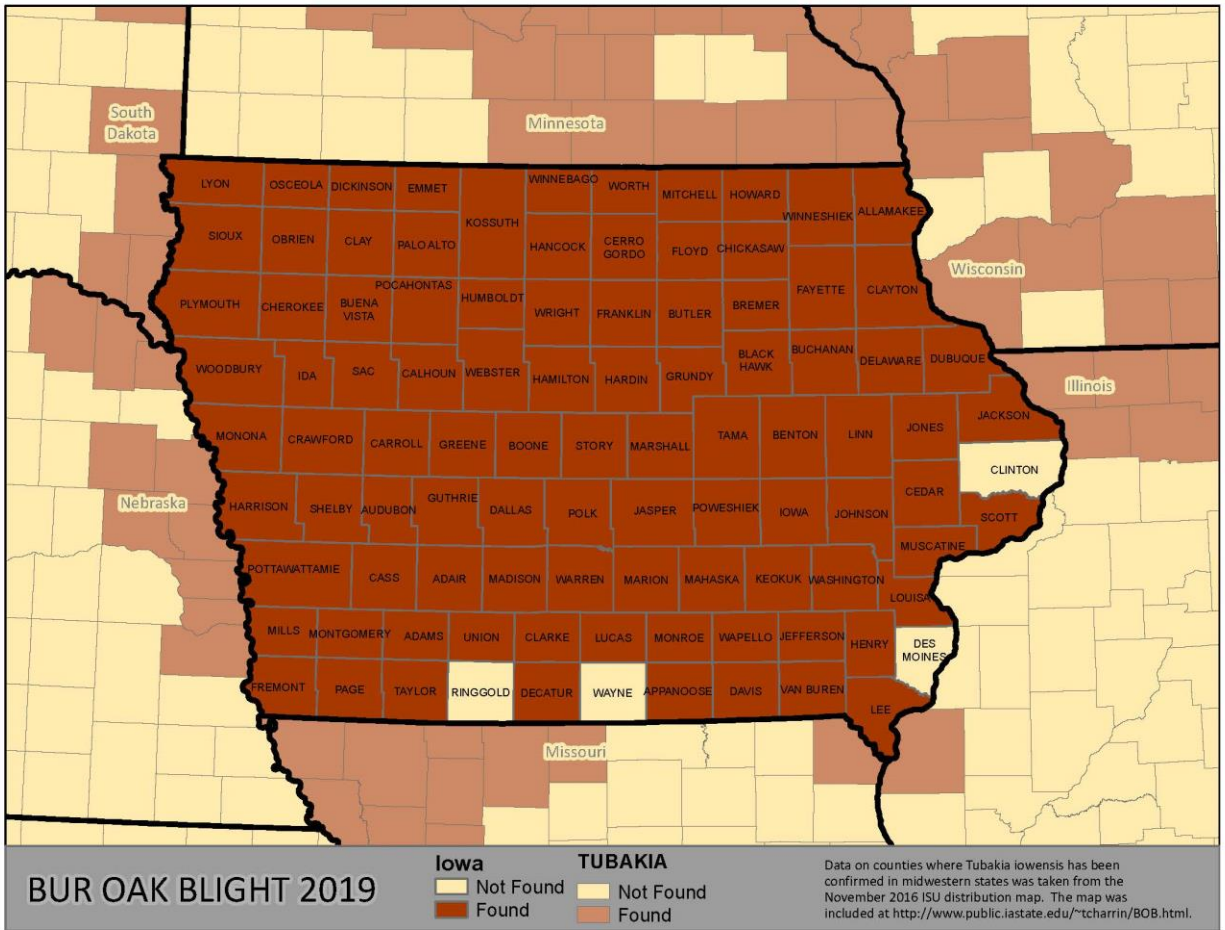 South
Dakota
Minnesota
LYON
OSCEOLA
DICKINSON
EMMET
WINNEBAGO
WORTH
MITCHELL
HOWARD
WINNESHIEK
ALLAMAKEE
KOSSUTH
SIOUX
OBRIEN
CLAY
PALO ALTO
HANCOCK
CERRO
GORDO
FLOYD
CHICKASAW
Wisconsin
PLYMOUTH
CHEROKEE
BUENA
VISTA
POCAHONTAS
HUMBOLDT
WRIGHT
FRANKLIN
BUTLER
BREMER
FAYETTE
CLAYTON
WOODBURY
IDA
SAC
CALHOUN
WEBSTER
HAMILTON
HARDIN
GRUNDY
BLACK
HAWK
BUCHANAN
DELAWARE
DUBUQUE
Illinois
MONONA
CRAWFORD
CARROLL
GREENE
BOONE
STORY
MARSHALL
TAMA
BENTON
LINN
JONES
JACKSON
CLINTON
Nebraska
HARRISON
SHELBY
AUDUBON
GUTHRIE
DALLAS
POLK
JASPER
POWESHIEK
IOWA
JOHNSON
CEDAR
SCOTT
MUSCATINE
POTTAWATTAMIE
CASS
ADAIR
MADISON
WARREN
MARION
MAHASKA
KEOKUK
WASHINGTON
LOUISA
MILLS
MONTGOMERY
ADAMS
UNION
CLARKE
LUCAS
MONROE
WAPELLO
JEFFERSON
HENRY
DES
MOINES
FREMONT
PAGE
TAYLOR
RINGGOLD
DECATUR
WAYNE
APPANOOSE
DAVIS
VAN BUREN
LEE
Missouri
BUR OAK BLIGHT 2019
Iowa
Not Found
Found
TUBAKIA
Not Found
Found
Data on counties where Tubakia iowensis has been
confirmed in midwestern states was taken from the
November 2016 ISU distribution map. The map was
included at http://www.public.iastate.edu/~tcharrin/BOB.html.